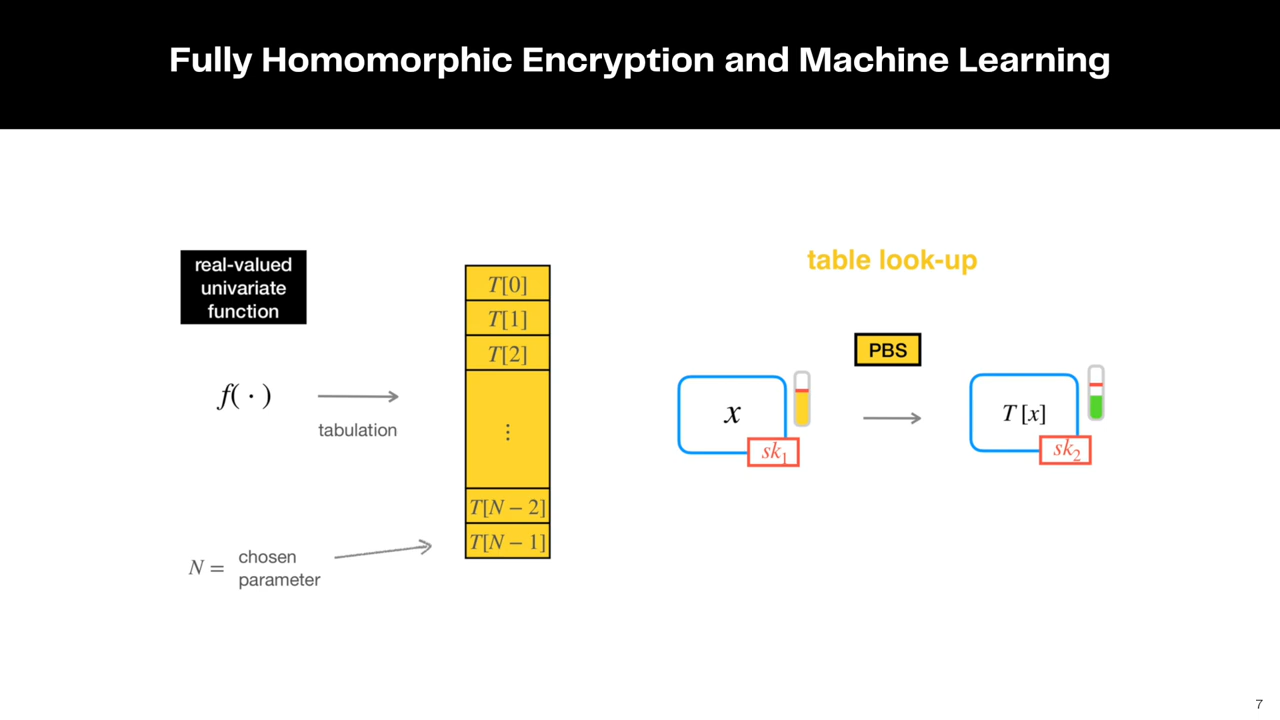 Fully Homomorphic Encryption and Machine Learning
real-valued
univariate
function
f( · )
tabulation
N =
chosen
parameter
T[0]
T[1]
T[2]
⋮
T[N − 2]
T[N − 1]
table look-up
PBS
x
sk₁
T[x]
sk₂
7